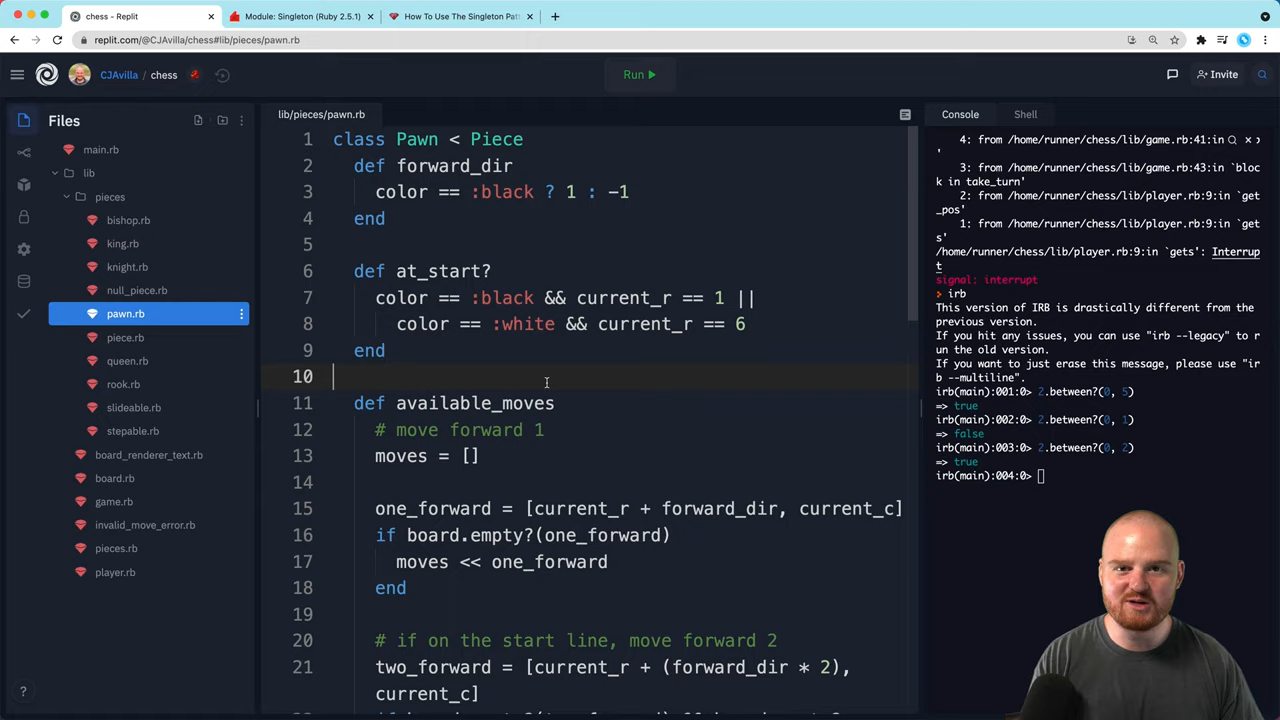 chess - Replit
Module: Singleton (Ruby 2.5.1)
How To Use The Singleton Pat
replit.com/@CJAvilla/chess#lib/pieces/pawn.rb
CJAvilla / chess
Run
Invite
Files
main.rb
lib
pieces
bishop.rb
king.rb
knight.rb
null_piece.rb
pawn.rb
piece.rb
queen.rb
rook.rb
slideable.rb
stepable.rb
board_renderer_text.rb
board.rb
game.rb
invalid_move_error.rb
pieces.rb
player.rb
?
lib/pieces/pawn.rb
1 class Pawn < Piece
2 def forward_dir
3 color == :black ? 1 : -1
4 end
5
6 def at_start?
7 color == :black && current_r == 1 ||
8 color == :white && current_r == 6
9 end
10
11 def available_moves
12 # move forward 1
13 moves = []
14
15 one_forward = [current_r + forward_dir, current_c]
16 if board.empty?(one_forward)
17 moves << one_forward
18 end
19
20 # if on the start line, move forward 2
21 two_forward = [current_r + (forward_dir * 2),
current_c]
Console
Shell
4: from /home/runner/chess/lib/game.rb:41:in `
'
3: from /home/runner/chess/lib/game.rb:43:in `bloc
k in take_turn'
2: from /home/runner/chess/lib/player.rb:9:in `get
_pos'
1: from /home/runner/chess/lib/player.rb:9:in `get
s'
/home/runner/chess/lib/player.rb:9:in `gets': Interrup
t
signal: interrupt
> irb
This version of IRB is drastically different from the
previous version.
If you hit any issues, you can use "irb --legacy" to r
un the old version.
If you want to just erase this message, please use "ir
b --multiline".
irb(main):001:0> 2.between?(0, 5)
=> true
irb(main):002:0> 2.between?(0, 1)
=> false
irb(main):003:0> 2.between?(0, 2)
=> true
irb(main):004:0>